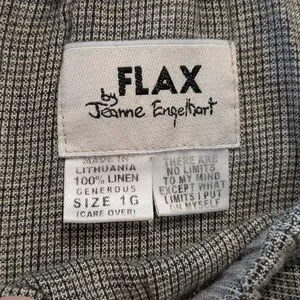 FLAX
by
Jeanne Engelhart
MADE IN
LITHUANIA
100% LINEN
GENEROUS
SIZE 1G
(CARE OVER)
THERE ARE
NO LIMITS
TO MY MIND
EXCEPT WHAT
LIMITS I PUT
ON MYSELF